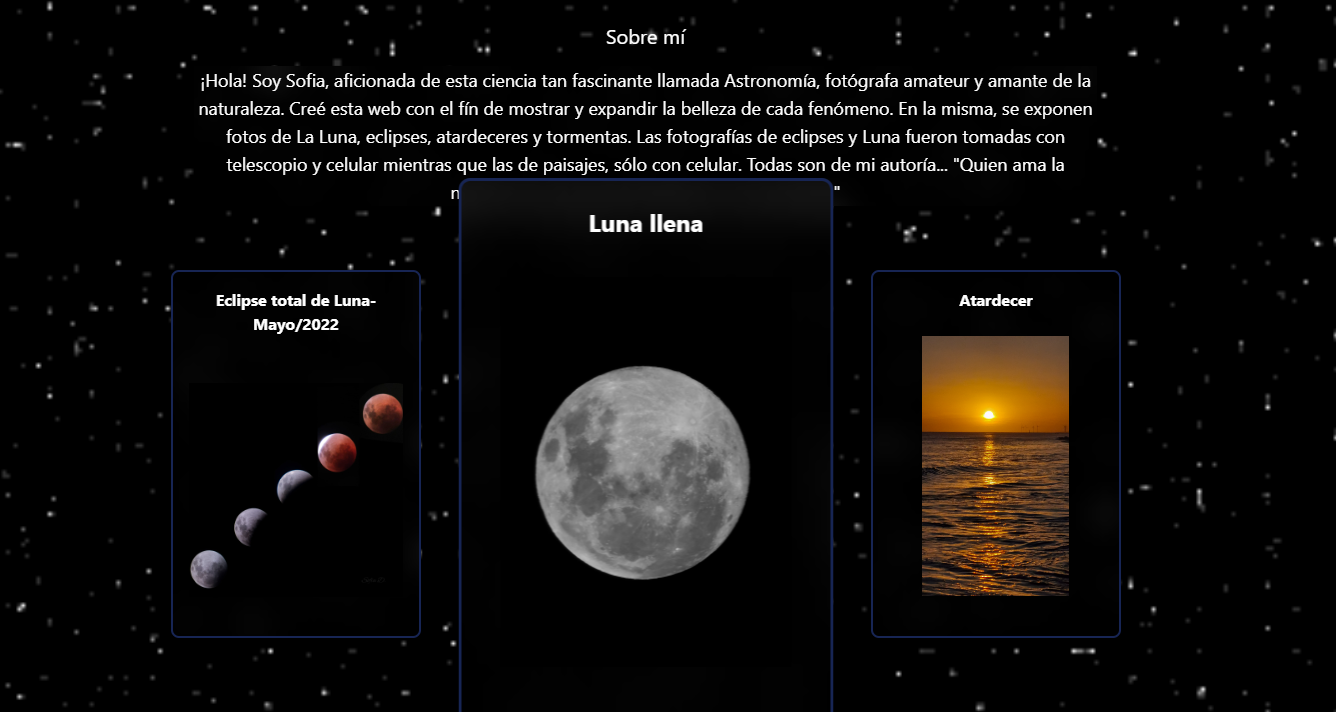 Sobre mí
¡Hola! Soy Sofia, aficionada de esta ciencia tan fascinante llamada Astronomía, fotógrafa amateur y amante de la
naturaleza. Creé esta web con el fín de mostrar y expandir la belleza de cada fenómeno. En la misma, se exponen
fotos de La Luna, eclipses, atardeceres y tormentas. Las fotografías de eclipses y Luna fueron tomadas con
telescopio y celular mientras que las de paisajes, sólo con celular. Todas son de mi autoría... "Quien ama la
"
Luna llena
Eclipse total de Luna-
Mayo/2022
Atardecer